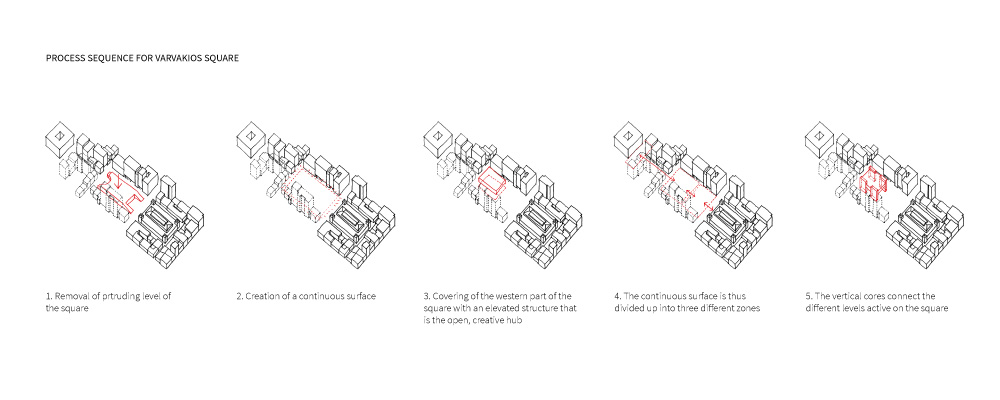 PROCESS SEQUENCE FOR VARVAKIOS SQUARE
1. Removal of prtruding level of
the square
2. Creation of a continuous surface
3. Covering of the western part of the
square with an elevated structure that
is the open, creative hub
4. The continuous surface is thus
divided up into three different zones
5. The vertical cores connect the
different levels active on the square